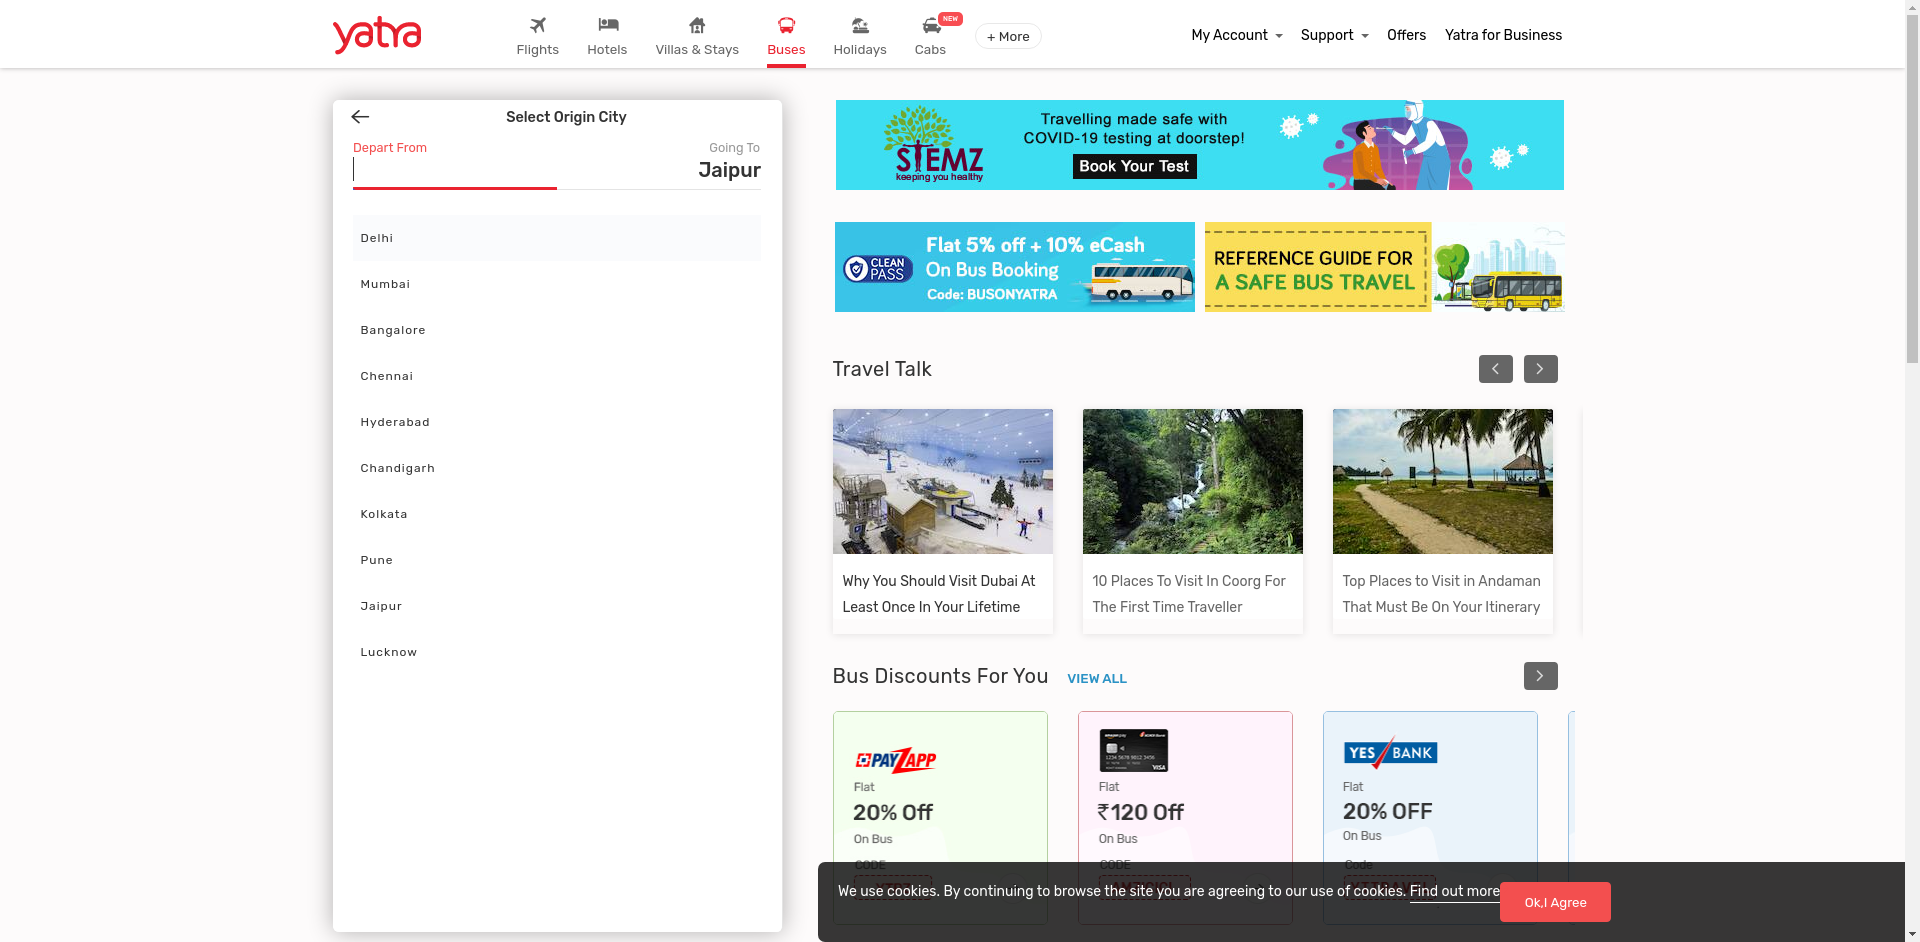 yatra
Flights
Hotels
Villas & Stays
Buses
Holidays
NEW
Cabs
+ More
My Account
Support
Offers
Yatra for Business
Select Origin City
Depart From
Going To
Jaipur
Delhi
Mumbai
Bangalore
Chennai
Hyderabad
Chandigarh
Kolkata
Pune
Jaipur
Lucknow
STEMZ
keeping you healthy
Travelling made safe with
COVID-19 testing at doorstep!
Book Your Test
CLEAN
PASS
Flat 5% off + 10% eCash
On Bus Booking
Code: BUSONYATRA
REFERENCE GUIDE FOR
A SAFE BUS TRAVEL
Travel Talk
Why You Should Visit Dubai At
Least Once In Your Lifetime
10 Places To Visit In Coorg For
The First Time Traveller
Top Places to Visit in Andaman
That Must Be On Your Itinerary
Bus Discounts For You
VIEW ALL
PAYZAPP
Flat
20% Off
On Bus
CODE
VISA
Flat
₹120 Off
On Bus
CODE
YES BANK
Flat
20% OFF
On Bus
Code
We use cookies. By continuing to browse the site you are agreeing to our use of cookies. Find out more
Ok,I Agree